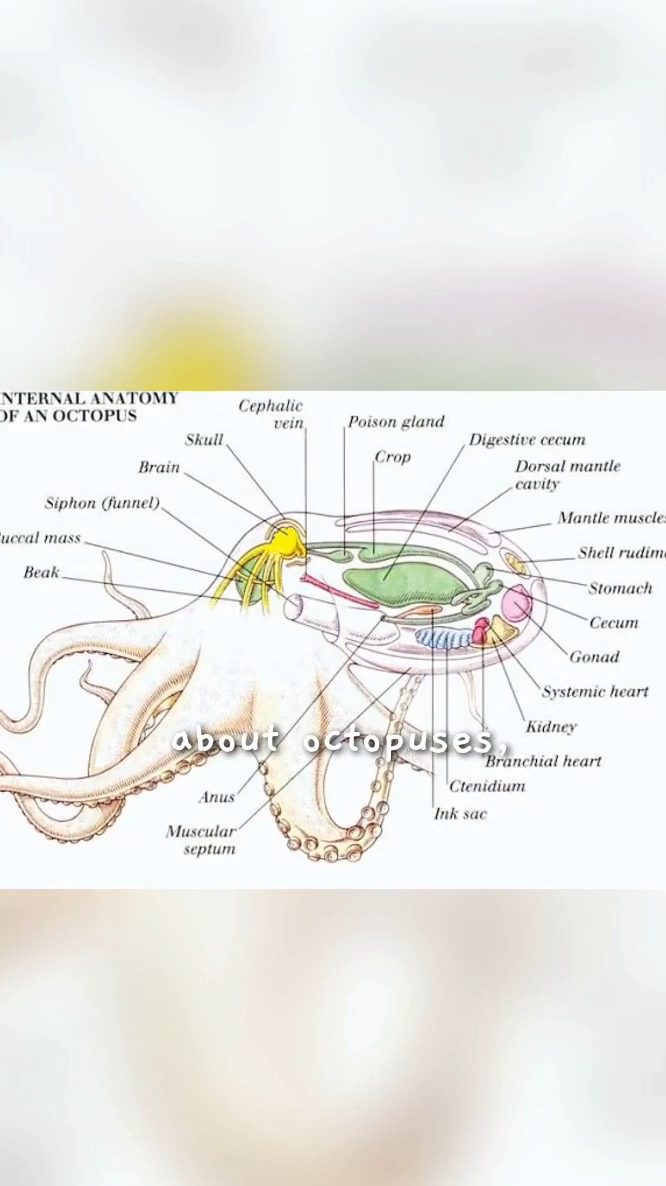 INTERNAL ANATOMY
OF AN OCTOPUS
Cephalic
vein
Poison gland
Skull
Digestive cecum
Crop
Brain
Dorsal mantle
cavity
Siphon (funnel)
Mantle muscles
uccal mass
Shell rudim
Beak
Stomach
Cecum
Gonad
Systemic heart
Kidney
about octopuses,
Branchial heart
Ctenidium
Anus
Ink sac
Muscular
septum